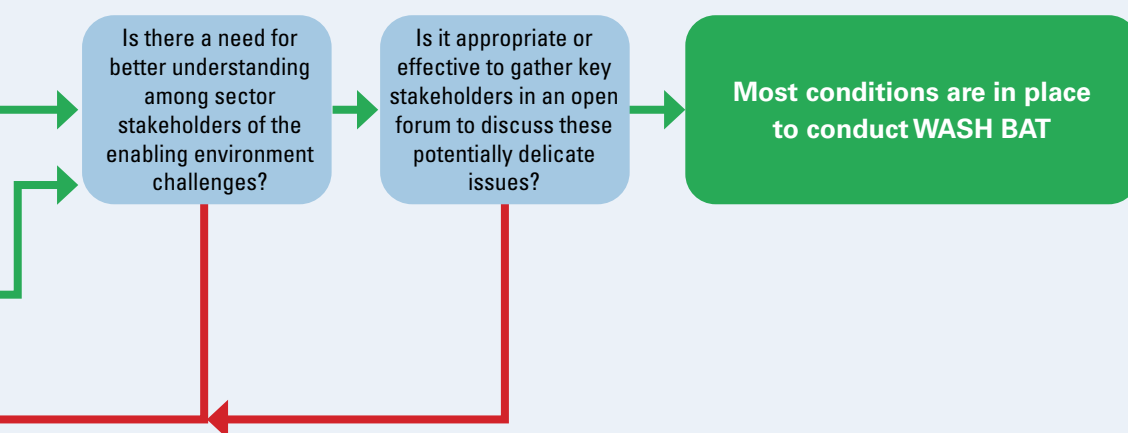 Is there a need for
better understanding
among sector
stakeholders of the
enabling environment
challenges?
Is it appropriate or
effective to gather key
stakeholders in an open
forum to discuss these
potentially delicate
issues?
Most conditions are in place
to conduct WASH BAT